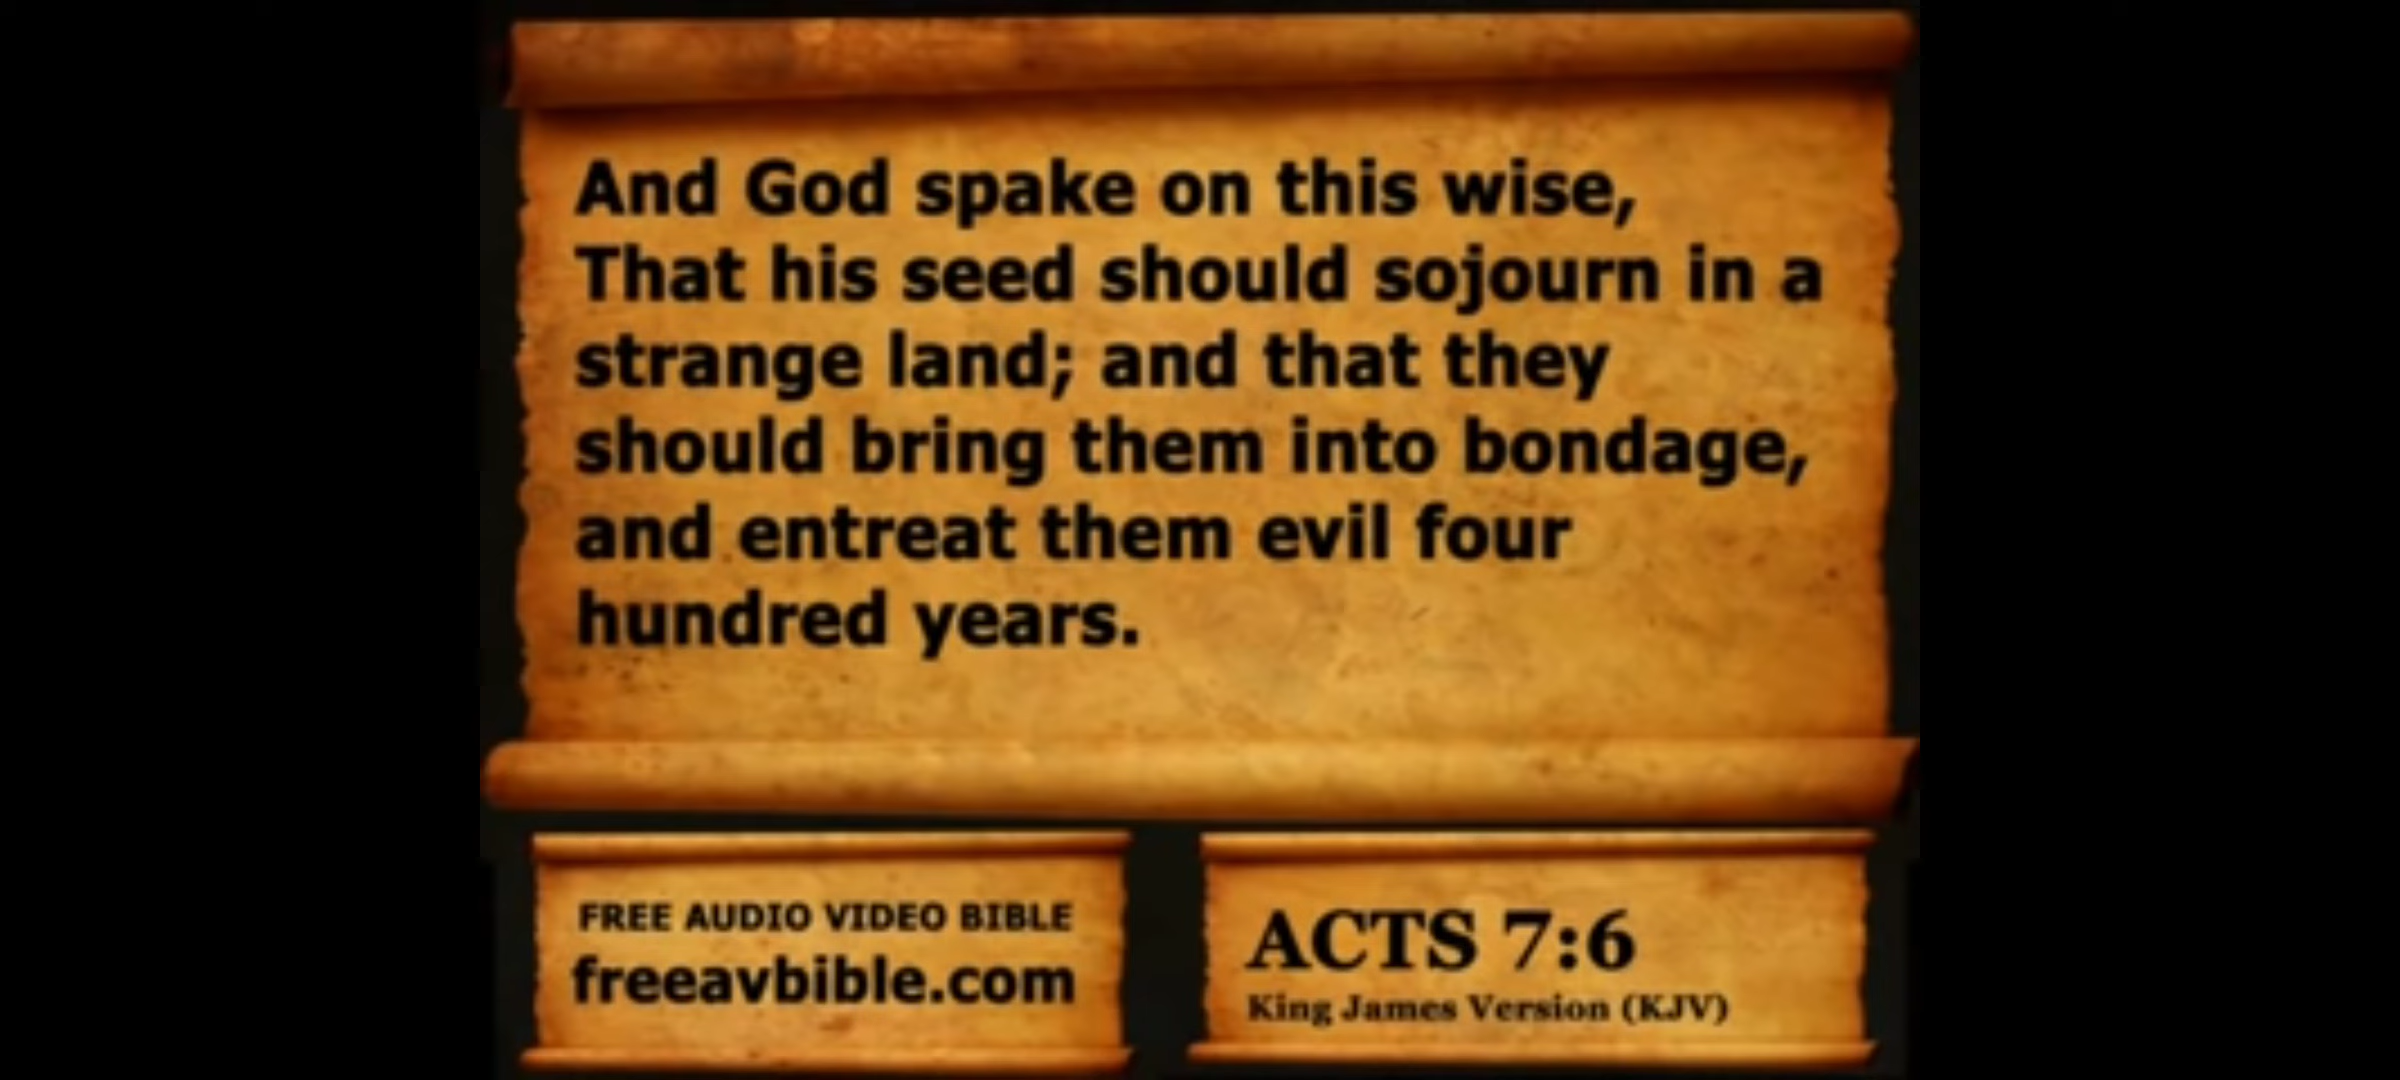 And God spake on this wise,
That his seed should sojourn in a
strange land; and that they
should bring them into bondage,
and entreat them evil four
hundred years.
FREE AUDIO VIDEO BIBLE
freeavbible.com
ACTS 7:6
King James Version (KJV)